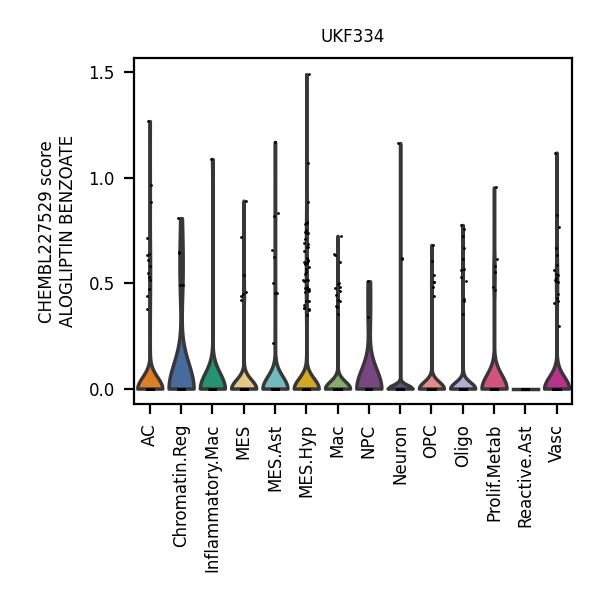 UKF334
CHEMBL227529 score
ALOGLIPTIN BENZOATE
1.5
1.0
0.5
0.0
AC
Chromatin.Reg
Inflammatory.Mac
MES
MES.Ast
MES.Hyp
Mac
NPC
Neuron
OPC
Oligo
Prolif.Metab
Reactive.Ast
Vasc